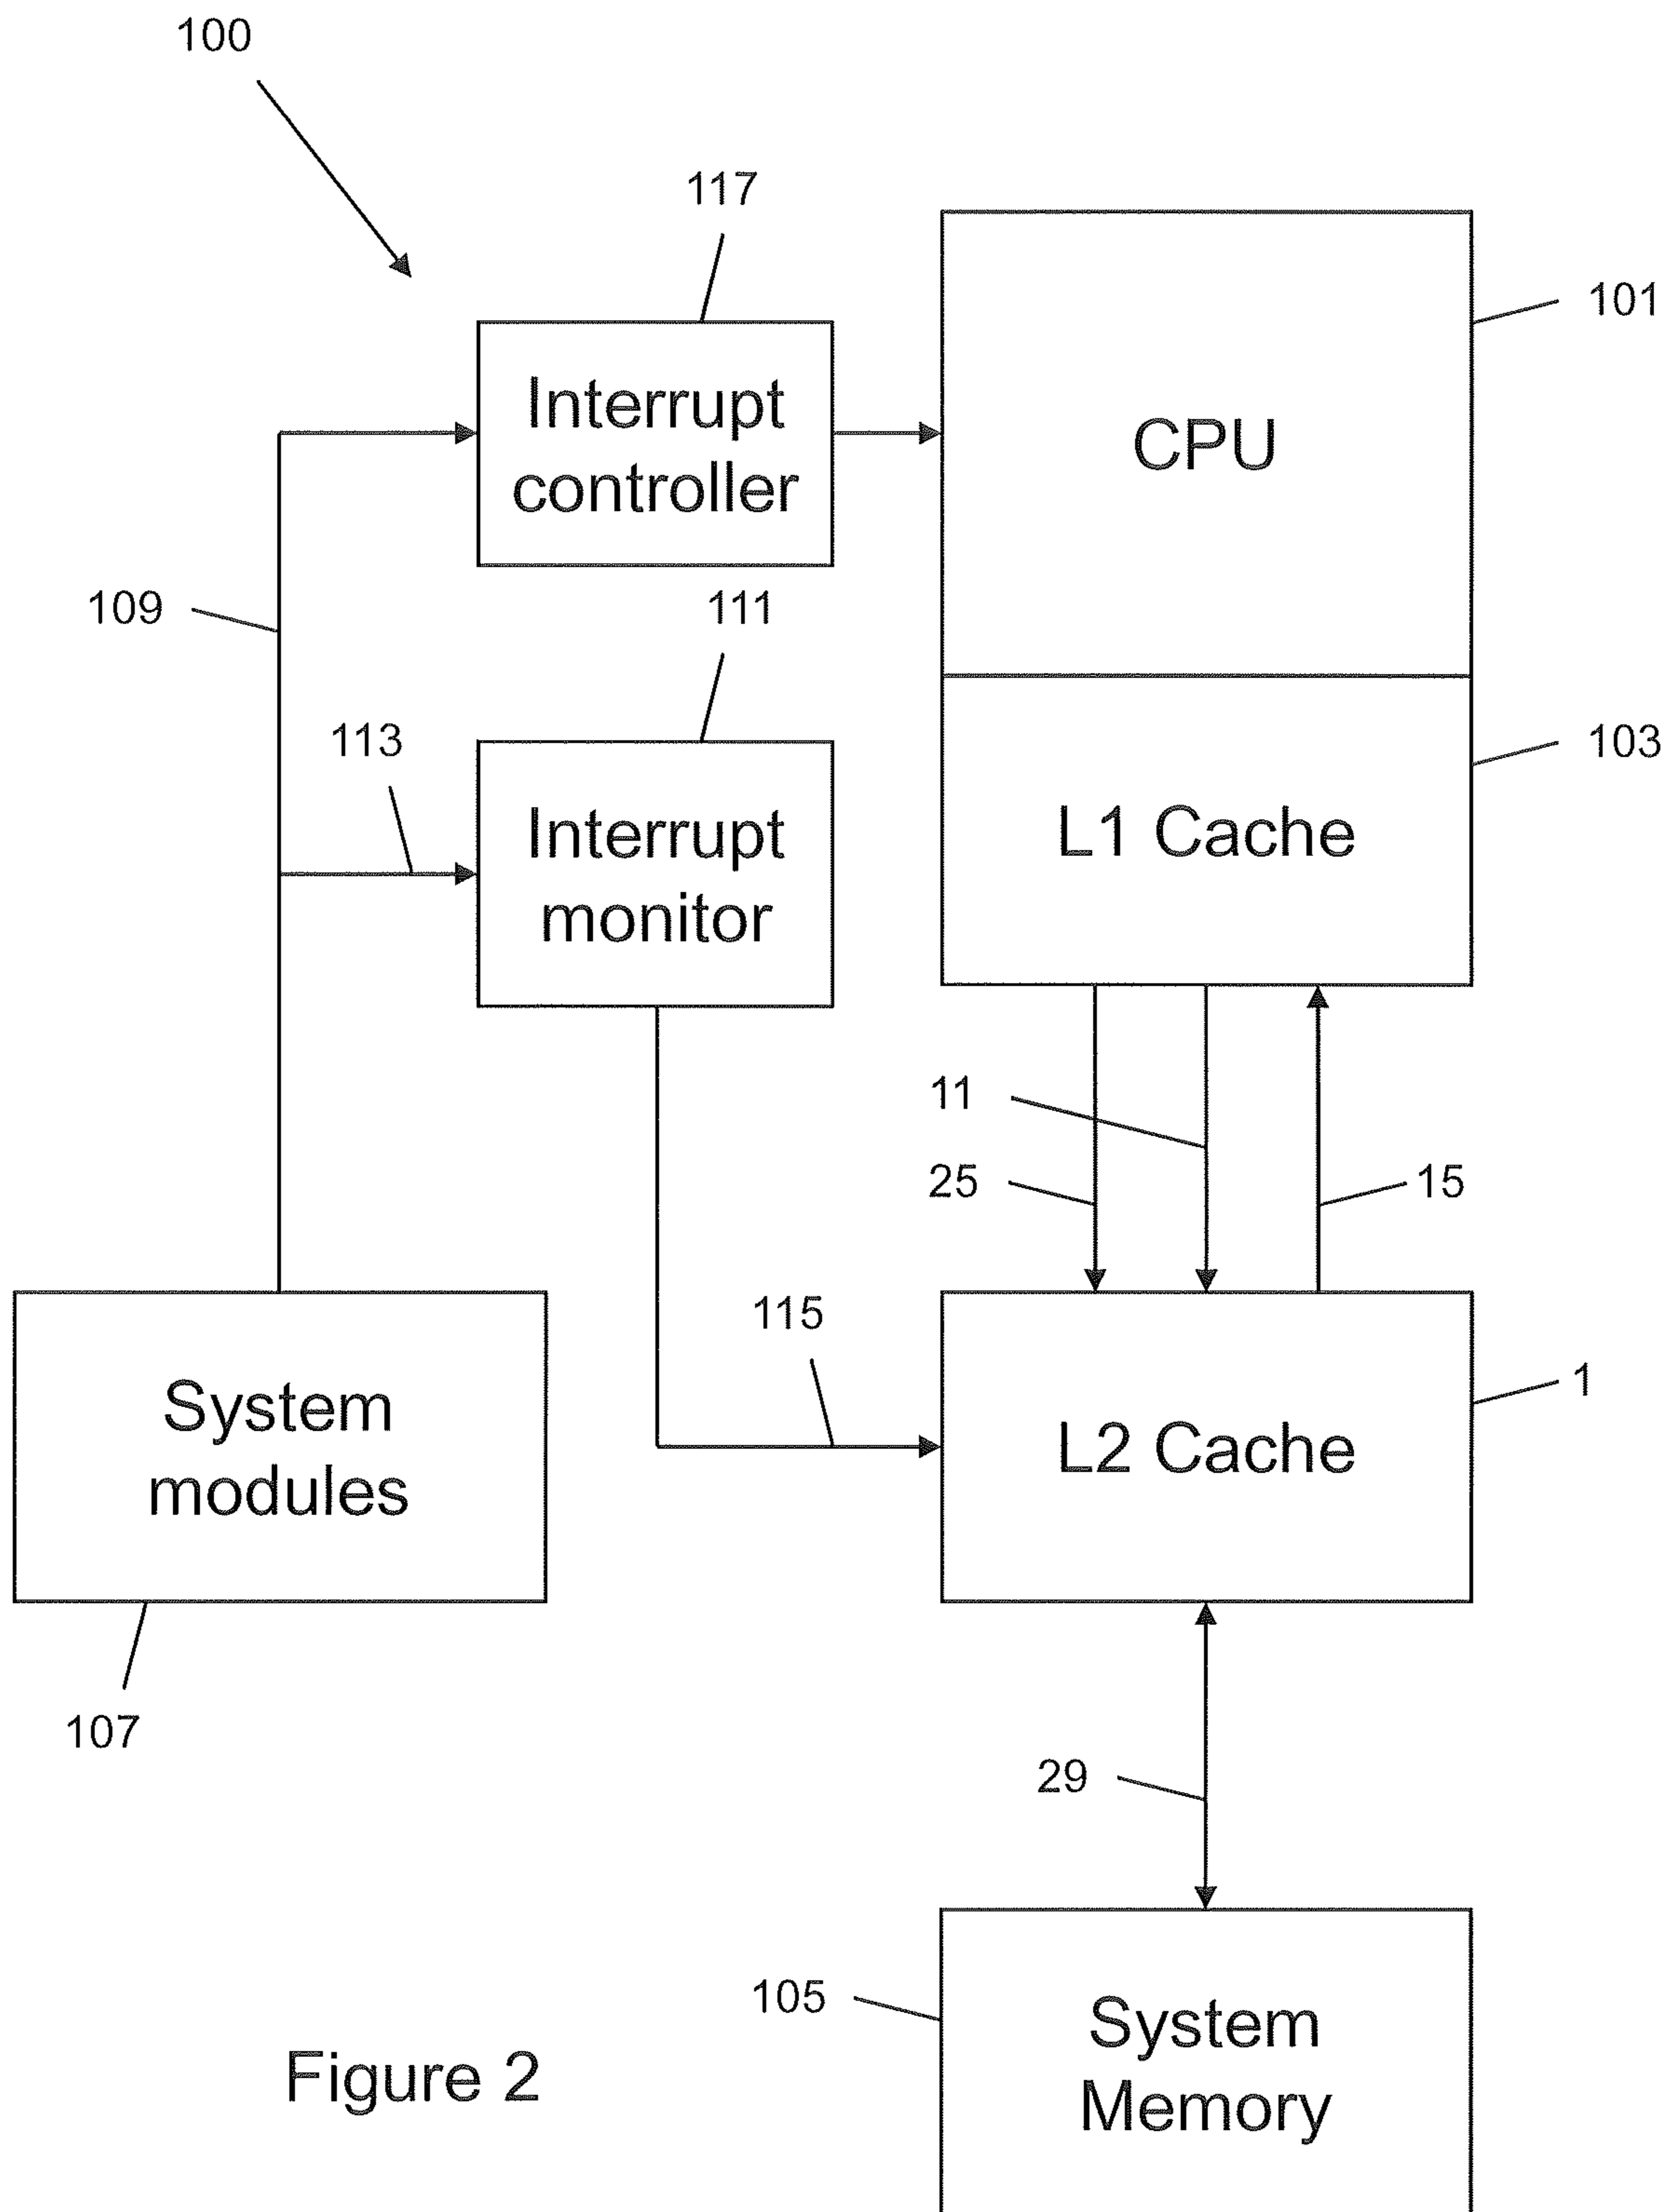 100
117
101
Interrupt
controller
CPU
109
111
113
103
Interrupt
monitor
L1 Cache
11
25
15
115
1
System
modules
L2 Cache
107
29
105
System
Memory
Figure 2